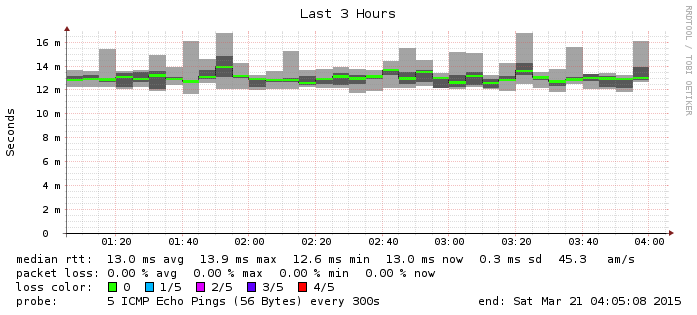 Last 3 Hours
RRDTOOL / TOBI OETIKER
Seconds
16 m
14 m
12 m
10 m
8 m
6 m
4 m
2 m
0
01:20 01:40 02:00 02:20 02:40 03:00 03:20 03:40 04:00
median rtt: 13.0 ms avg 13.9 ms max 12.6 ms min 13.0 ms now 0.3 ms sd 45.3 am/s
packet loss: 0.00 % avg 0.00 % max 0.00 % min 0.00 % now
loss color: 0 1/5 2/5 3/5 4/5
probe: 5 ICMP Echo Pings (56 Bytes) every 300s end: Sat Mar 21 04:05:08 2015